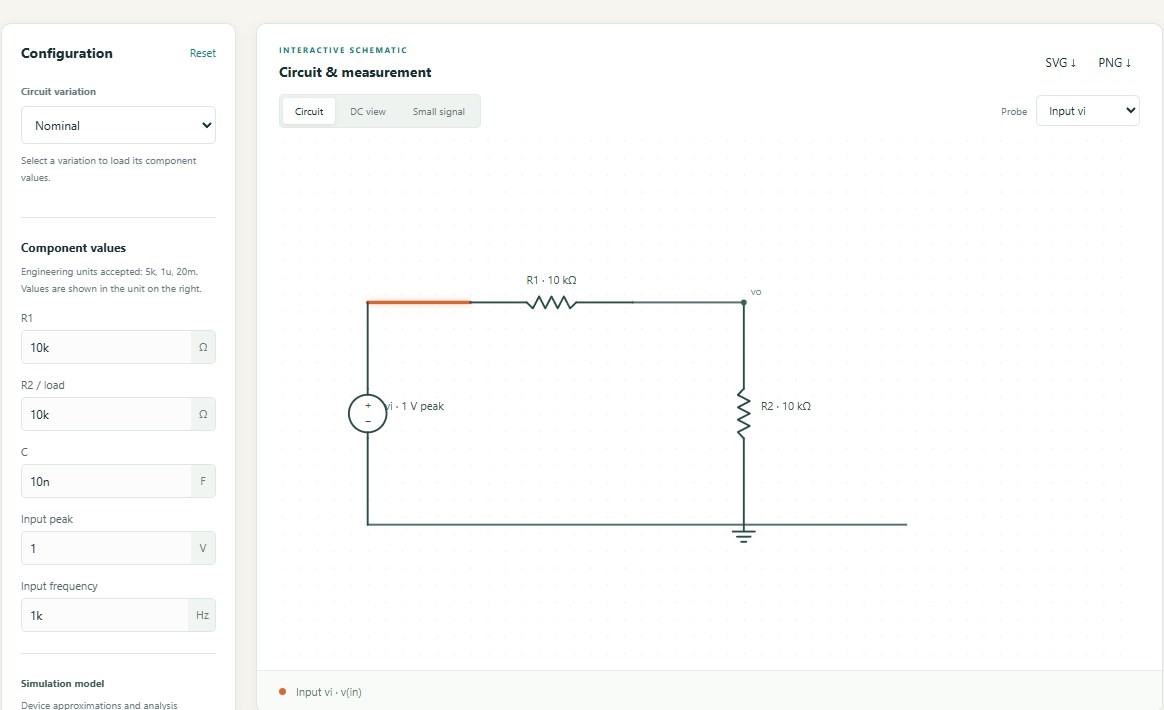 Configuration
Reset
Circuit variation
Nominal
Select a variation to load its component
values.
Component values
Engineering units accepted: 5k, 1u, 20m.
Values are shown in the unit on the right.
R1
10k Ω
R2 / load
10k Ω
C
10n F
Input peak
1 V
Input frequency
1k Hz
Simulation model
Device approximations and analysis
INTERACTIVE SCHEMATIC
Circuit & measurement
SVG ↓ PNG ↓
Circuit DC view Small signal
Probe Input vi
R1 · 10 kΩ
vo
+
−
vi · 1 V peak
R2 · 10 kΩ
Input vi · v(in)